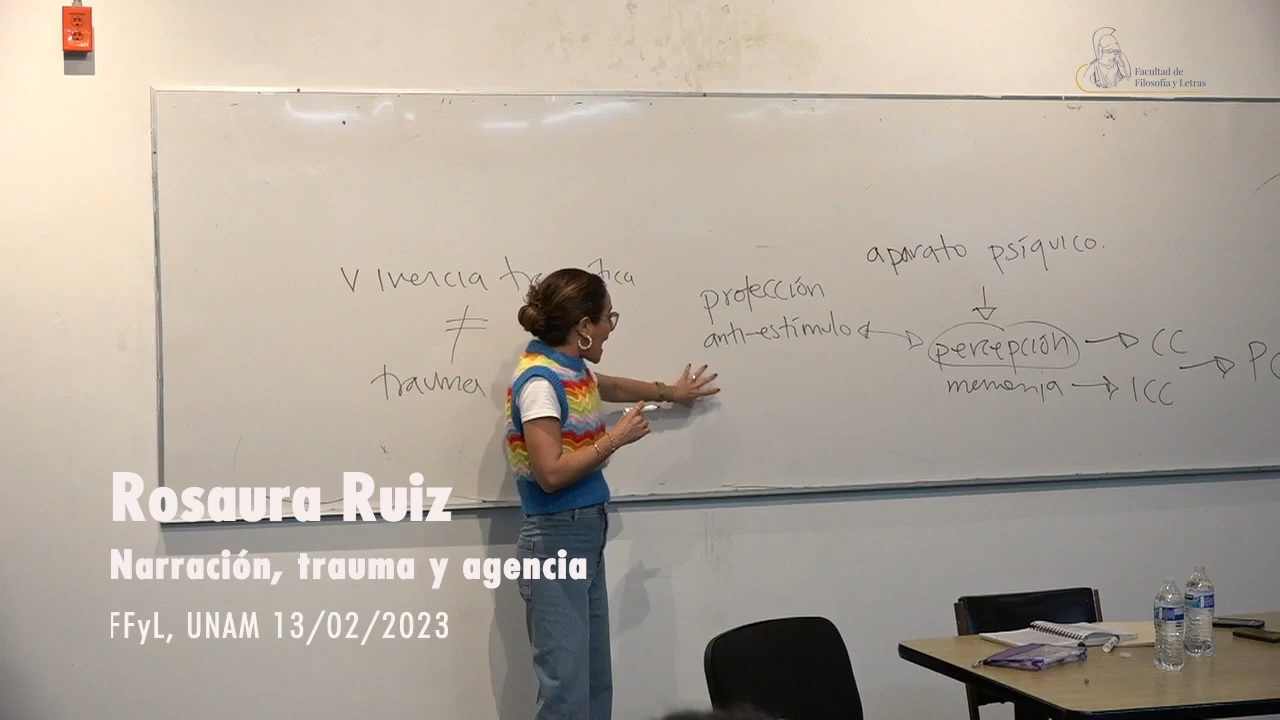 Facultad de
Filosofía y Letras
aparato psíquico.
vivencia
protección
anti-estímulo
percepción
CC
≠
trauma
memoria
ICC
Rosaura Ruiz
Narración, trauma y agencia
FFyL, UNAM 13/02/2023